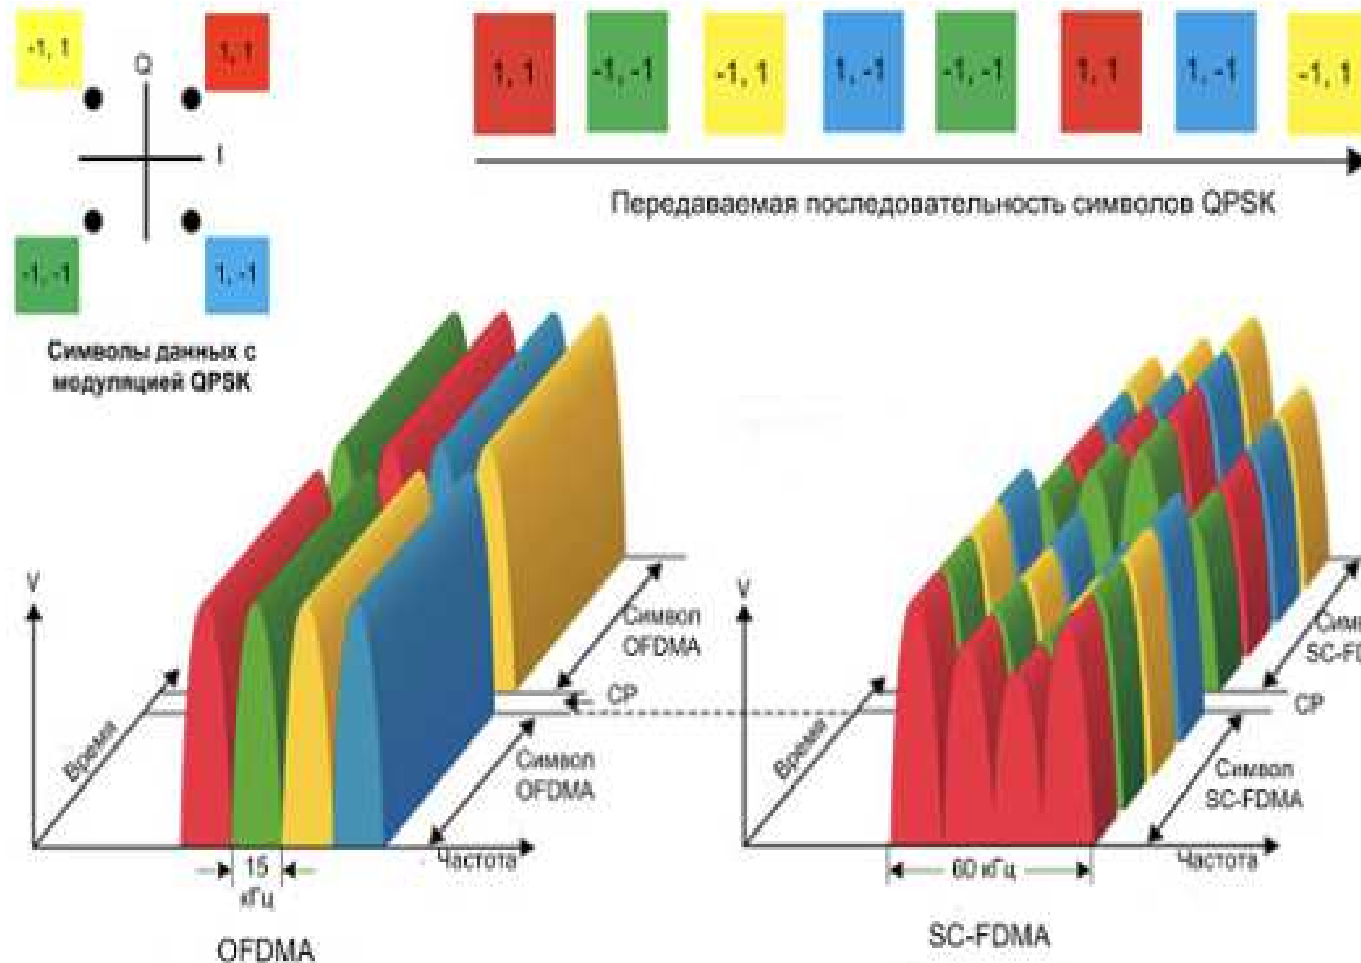 -1, 1
1, 1
Q
I
-1, -1
1, -1
Символы данных с
модуляцией QPSK
1, 1
-1, -1
-1, 1
1, -1
-1, -1
1, 1
1, -1
-1, 1
Передаваемая последовательность символов QPSK
V
Время
Символ
OFDMA
CP
Символ
OFDMA
Частота
15
кГц
OFDMA
V
Время
SC-FD
CP
Символ
SC-FDMA
Частота
60 кГц
SC-FDMA